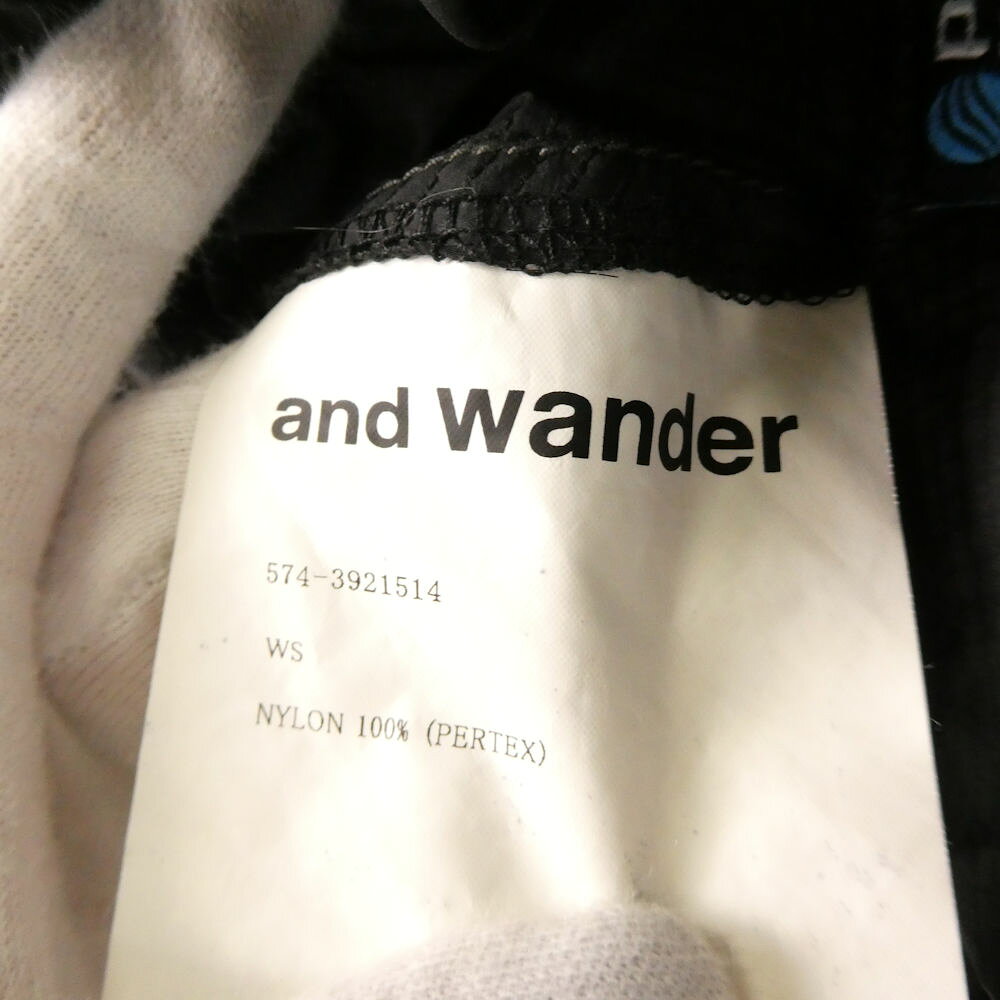 and wander
574-3921514
WS
NYLON 100% (PERTEX)